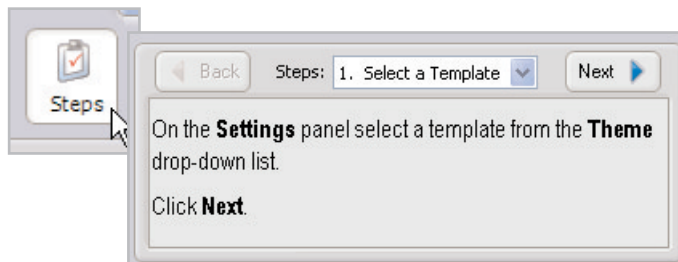 Steps
Back Steps: 1. Select a Template Next
On the Settings panel select a template from the Theme
drop-down list.
Click Next.